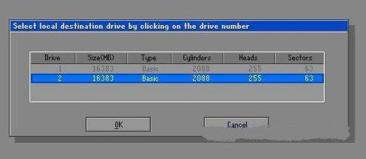 Select local destination drive by clicking on the drive number
Drive Size(MB) Type Cylinders Heads Sectors
1 16383 Basic 2088 255 63
2 16383 Basic 2088 255 63
OK Cancel